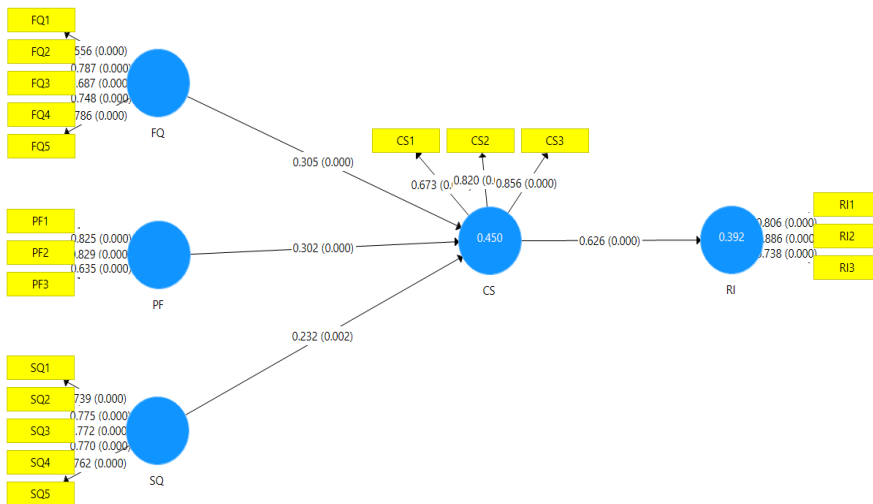 FQ1
FQ2
FQ3
FQ4
FQ5
556 (0.000)
0.787 (0.000
.687 (0.000
0.748 (0.000
786 (0.000)
FQ
0.305 (0.000)
PF1
PF2
PF3
0.825 (0.000)
.829 (0.000)
0.635 (0.000)
PF
0.302 (0.000)
SQ1
SQ2
SQ3
SQ4
SQ5
739 (0.000)
0.775 (0.000)
.772 (0.000
0.770 (0.000)
762 (0.000)
SQ
0.232 (0.002)
CS1
CS2
CS3
0.673 (0.
0.820 (0.
0.856 (0.000)
0.450
CS
0.626 (0.000)
0.392
RI
0.806 (0.000)
.886 (0.000
.738 (0.000)
RI1
RI2
RI3